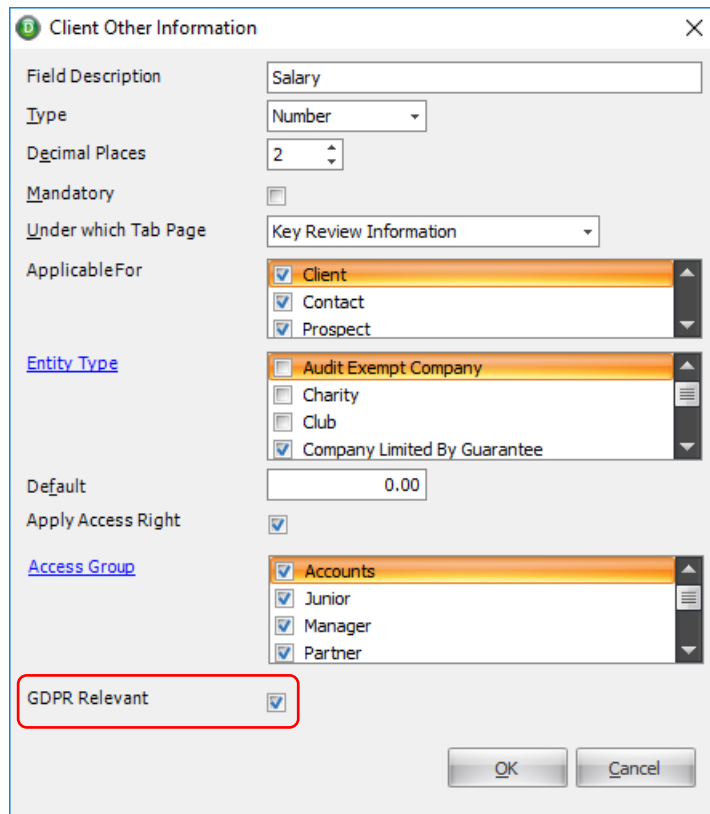 D Client Other Information
Field Description Salary
Type Number
Decimal Places 2
Mandatory
Under which Tab Page Key Review Information
ApplicableFor Client
Contact
Prospect
Entity Type Audit Exempt Company
Charity
Club
Company Limited By Guarantee
Default 0.00
Apply Access Right
Access Group Accounts
Junior
Manager
Partner
GDPR Relevant
OK Cancel